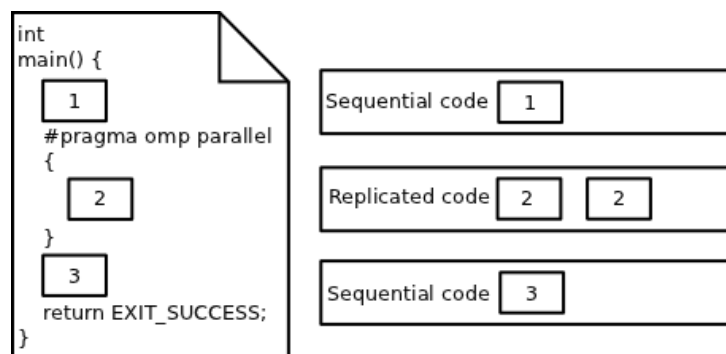 int
main() {
1
#pragma omp parallel
{
2
}
3
return EXIT_SUCCESS;
}
Sequential code 1
Replicated code 2 2
Sequential code 3